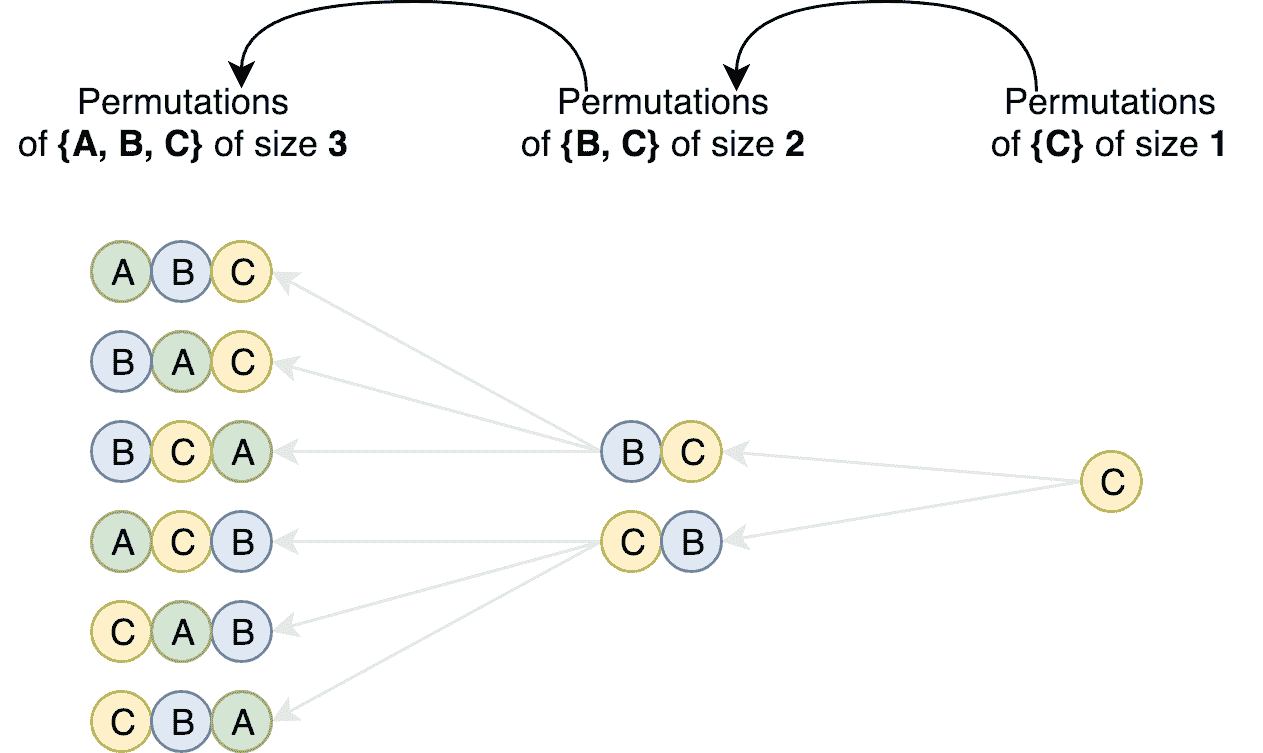 Permutations
of {A, B, C} of size 3
Permutations
of {B, C} of size 2
Permutations
of {C} of size 1
A B C
B A C
B C A
A C B
C A B
C B A
B C
C B
C